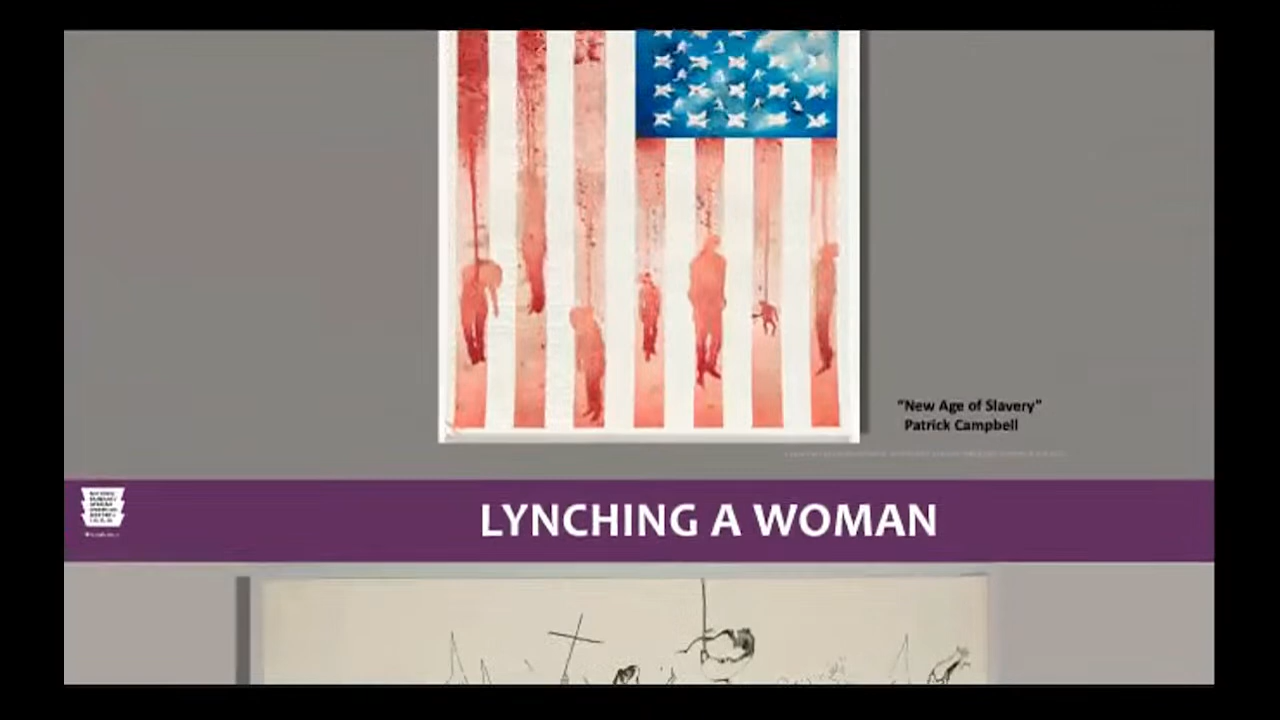 “New Age of Slavery”
Patrick Campbell
LYNCHING A WOMAN